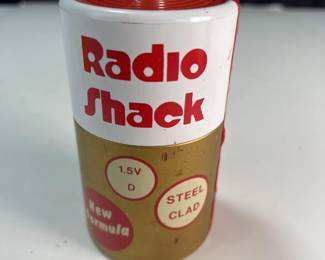 Radio
Shack
1.5V
D
STEEL
CLAD
New
Formula